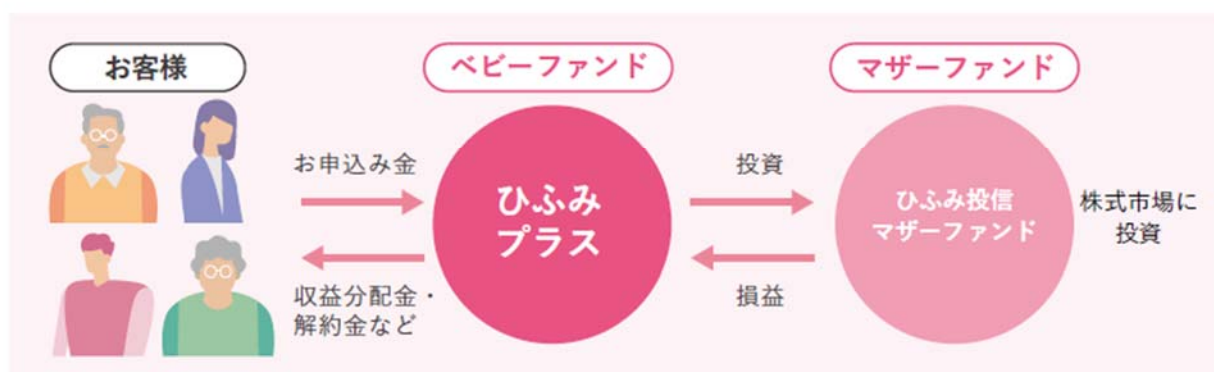 お客様
ベビーファンド
マザーファンド
お申込み金
投資
ひふみ
プラス
ひふみ投信
マザーファンド
株式市場に
投資
収益分配金・
解約金など
損益